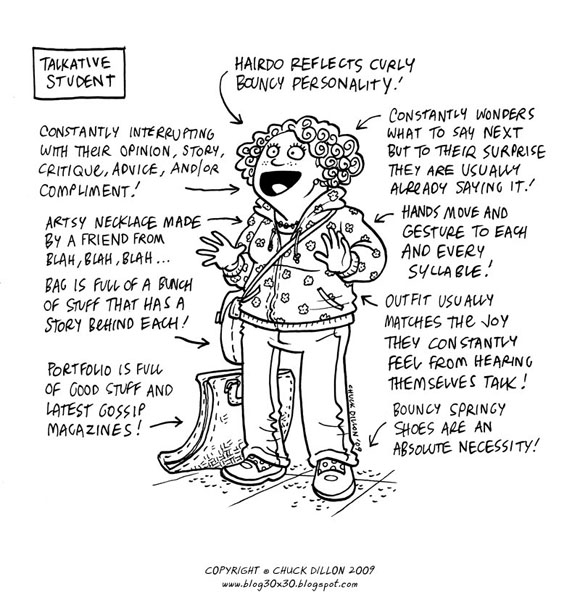 TALKATIVE
STUDENT
HAIRDO REFLECTS CURLY
BOUNCY PERSONALITY!
CONSTANTLY INTERRUPTING
WITH THEIR OPINION, STORY,
CRITIQUE, ADVICE, AND/OR
COMPLIMENT!
CONSTANTLY WONDERS
WHAT TO SAY NEXT
BUT TO THEIR SURPRISE
THEY ARE USUALLY
ALREADY SAYING IT!
ARTSY NECKLACE MADE
BY A FRIEND FROM
BLAH, BLAH, BLAH...
HANDS MOVE AND
GESTURE TO EACH
AND EVERY
SYLLABLE!
BAG IS FULL OF A BUNCH
OF STUFF THAT HAS A
STORY BEHIND EACH!
OUTFIT USUALLY
MATCHES THE JOY
THEY CONSTANTLY
FEEL FROM HEARING
THEMSELVES TALK!
PORTFOLIO IS FULL
OF GOOD STUFF AND
LATEST GOSSIP
MAGAZINES!
BOUNCY SPRINGY
SHOES ARE AN
ABSOLUTE NECESSITY!
CHUCK DILLON '09
COPYRIGHT © CHUCK DILLON 2009
www.blog30x30.blogspot.com